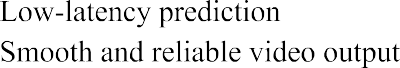 Low-latency prediction
Smooth and reliable video output